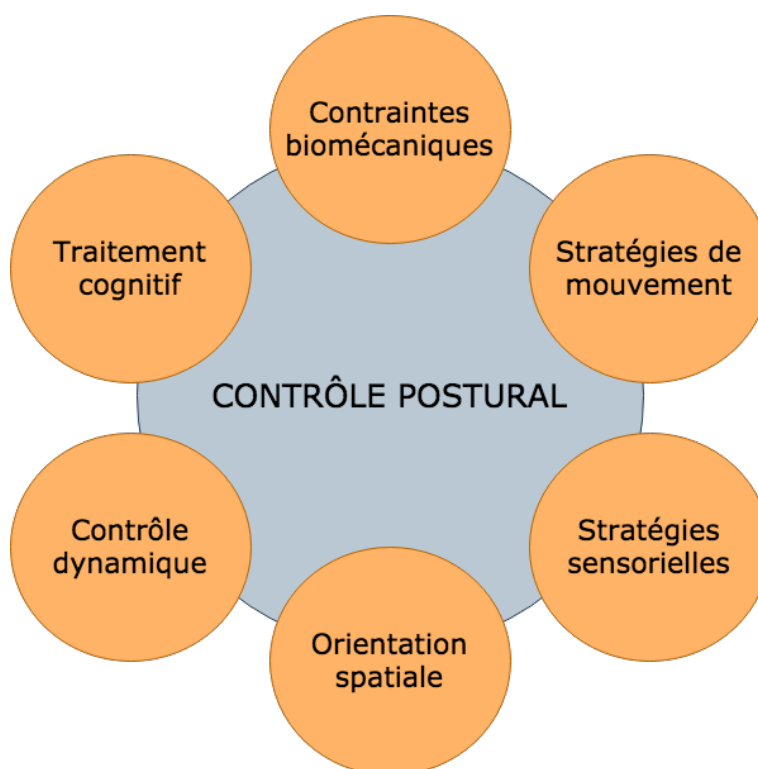 Contraintes
biomécaniques
Stratégies de
mouvement
Stratégies
sensorielles
Orientation
spatiale
Contrôle
dynamique
Traitement
cognitif
CONTRÔLE POSTURAL